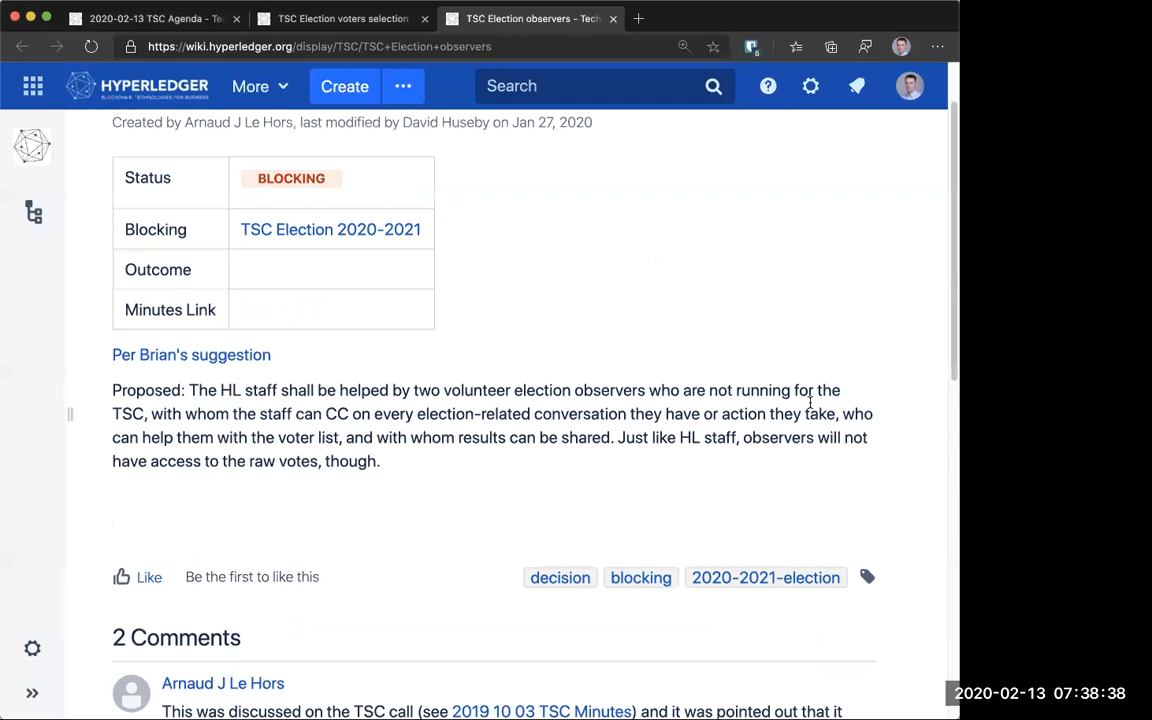 2020-02-13 TSC Agenda - Te
TSC Election voters selection
TSC Election observers - Tech
https://wiki.hyperledger.org/display/TSC/TSC+Election+observers
6
HYPERLEDGER
BLOCKCHAIN TECHNOLOGIES FOR BUSINESS
More
Create
Search
Created by Arnaud J Le Hors, last modified by David Huseby on Jan 27, 2020
Status
BLOCKING
Blocking
TSC Election 2020-2021
Outcome
Minutes Link
Per Brian's suggestion
Proposed: The HL staff shall be helped by two volunteer election observers who are not running for the
TSC, with whom the staff can CC on every election-related conversation they have or action they take, who
can help them with the voter list, and with whom results can be shared. Just like HL staff, observers will not
have access to the raw votes, though.
Like
Be the first to like this
decision
blocking
2020-2021-election
2 Comments
Arnaud J Le Hors
This was discussed on the TSC call (see 2019 10 03 TSC Minutes) and it was pointed out that it
2020-02-13 07:38:38